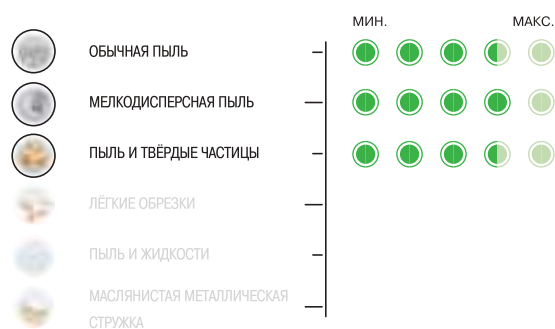 МИН. МАКС.
ОБЫЧНАЯ ПЫЛЬ
МЕЛКОДИСПЕРСНАЯ ПЫЛЬ
ПЫЛЬ И ТВЁРДЫЕ ЧАСТИЦЫ
ЛЁГКИЕ ОБРЕЗКИ
ПЫЛЬ И ЖИДКОСТИ
МАСЛЯНИСТАЯ МЕТАЛЛИЧЕСКАЯ
СТРУЖКА